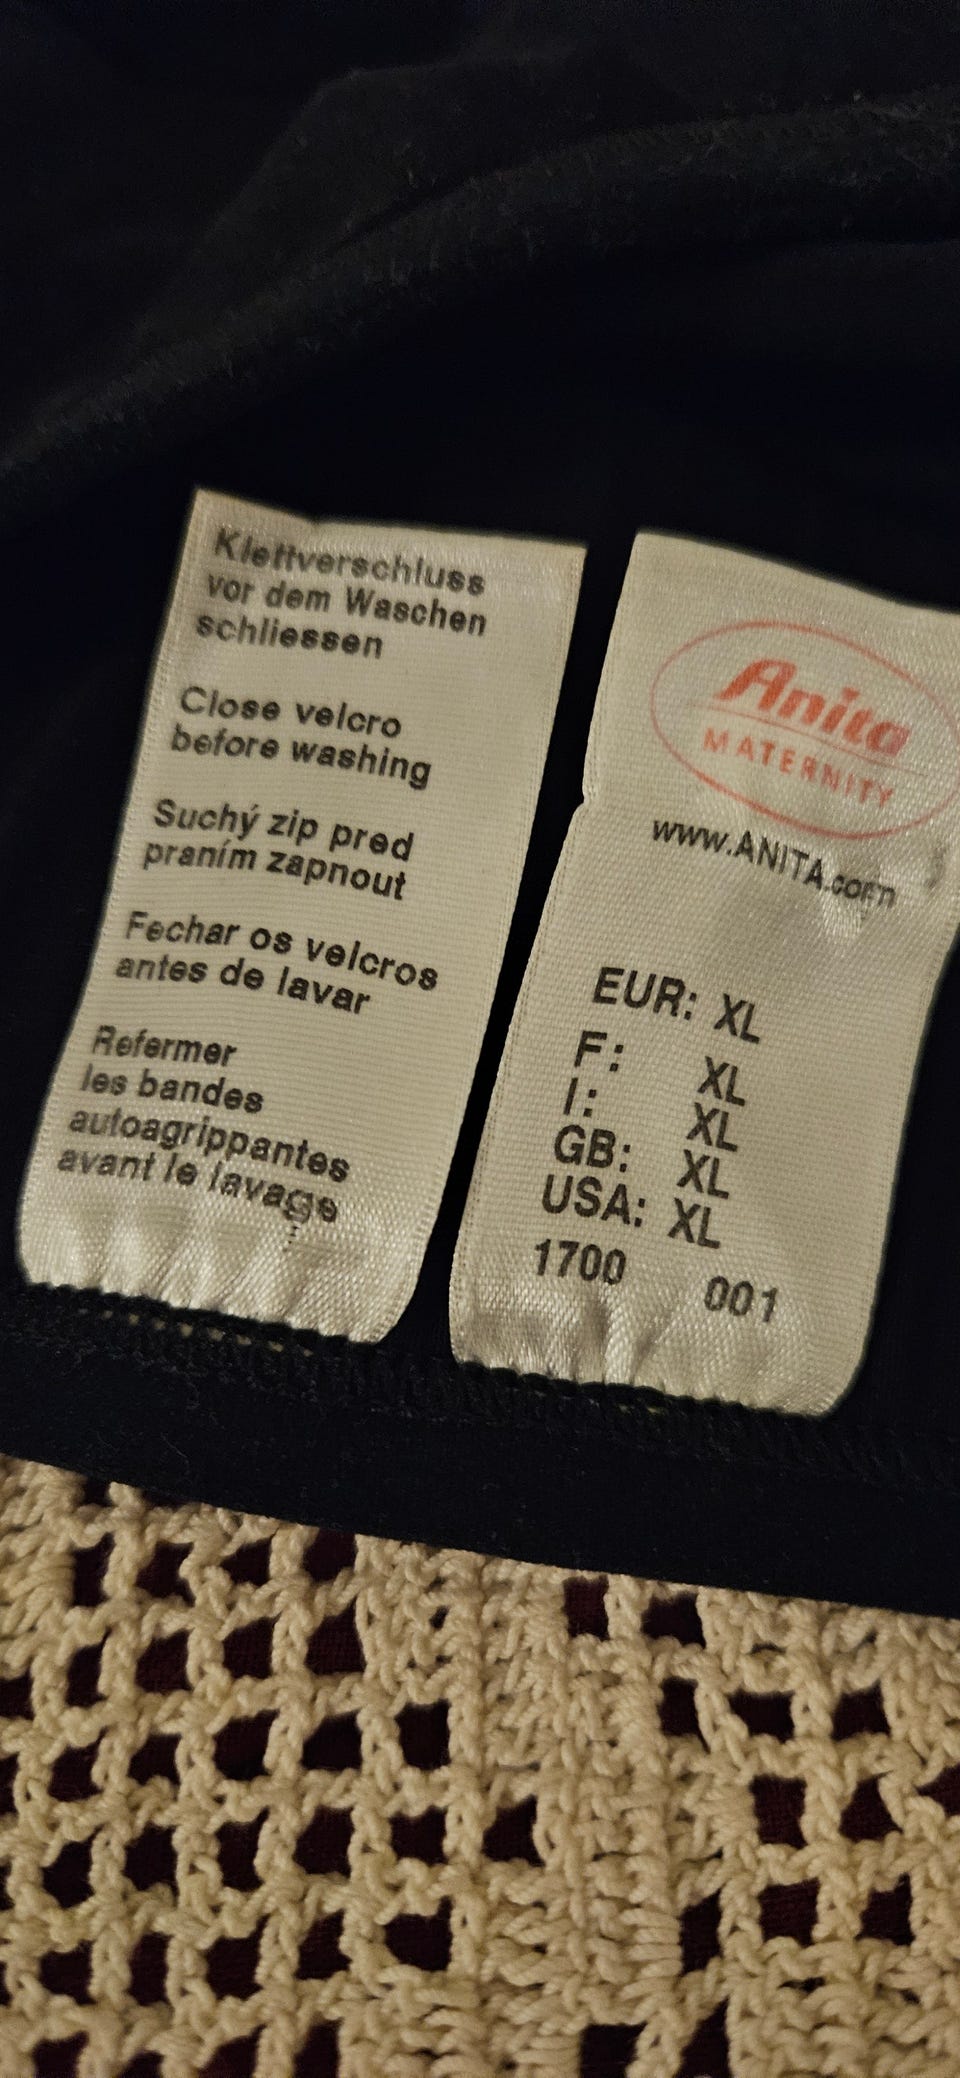 Klettverschluss
vor dem Waschen
schliessen
Close velcro
before washing
Suchý zip pred
praním zapnout
Fechar os velcros
antes de lavar
Refermer
les bandes
autoagrippantes
avant le lavage
Anita
MATERNITY
www.ANITA.com
EUR: XL
F: XL
I: XL
GB: XL
USA: XL
1700 001